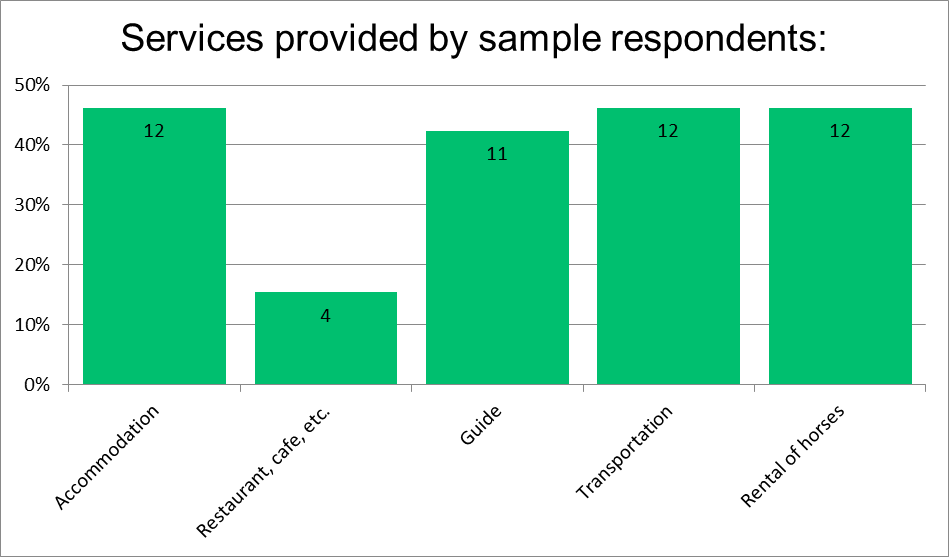 Services provided by sample respondents:
50%
40%
30%
20%
10%
0%
12
4
11
12
12
Accommodation
Restaurant, cafe, etc.
Guide
Transportation
Rental of horses